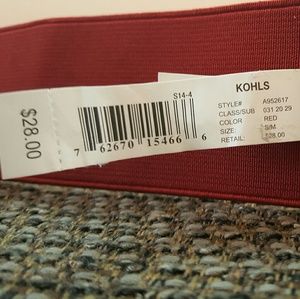 S14-4
KOHLS
STYLE# A952617
CLASS/SUB 031 20 29
COLOR RED
SIZE: S/M
RETAIL: $28.00
7 62670 15466 6
$28.00